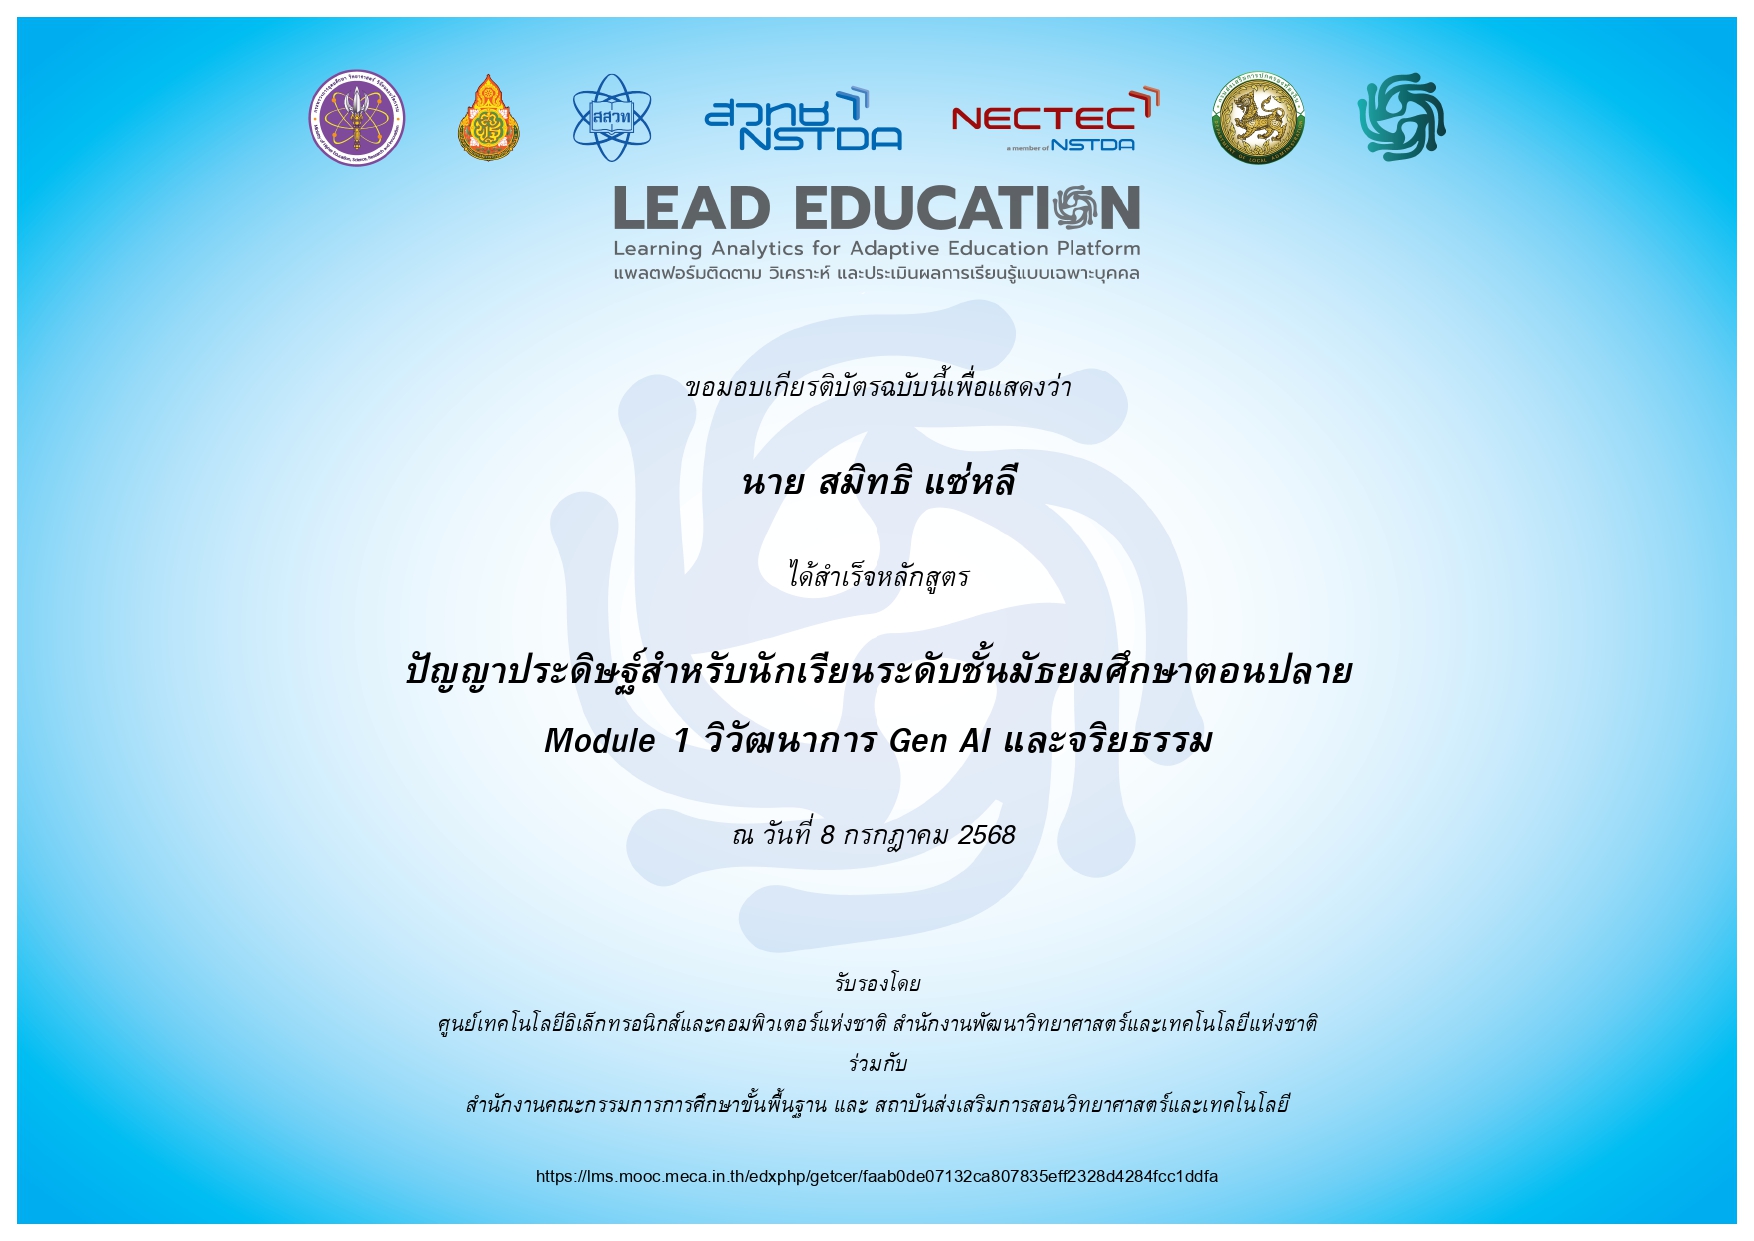 สสวท
สวทช
NSTDA
NECTEC
a member of NSTDA
LEAD EDUCATION
Learning Analytics for Adaptive Education Platform
แพลตฟอร์มติดตาม วิเคราะห์ และประเมินผลการเรียนรู้แบบเฉพาะบุคคล
ขอมอบเกียรติบัตรฉบับนี้เพื่อแสดงว่า
นาย สมิทธิ แซ่หลี
ได้สำเร็จหลักสูตร
ปัญญาประดิษฐ์สำหรับนักเรียนระดับชั้นมัธยมศึกษาตอนปลาย
Module 1 วิวัฒนาการ Gen AI และจริยธรรม
ณ วันที่ 8 กรกฎาคม 2568
รับรองโดย
ศูนย์เทคโนโลยีอิเล็กทรอนิกส์และคอมพิวเตอร์แห่งชาติ สำนักงานพัฒนาวิทยาศาสตร์และเทคโนโลยีแห่งชาติ
ร่วมกับ
สำนักงานคณะกรรมการการศึกษาขั้นพื้นฐาน และ สถาบันส่งเสริมการสอนวิทยาศาสตร์และเทคโนโลยี
https://lms.mooc.meca.in.th/edxphp/getcer/faab0de07132ca807835eff2328d4284fcc1ddfa